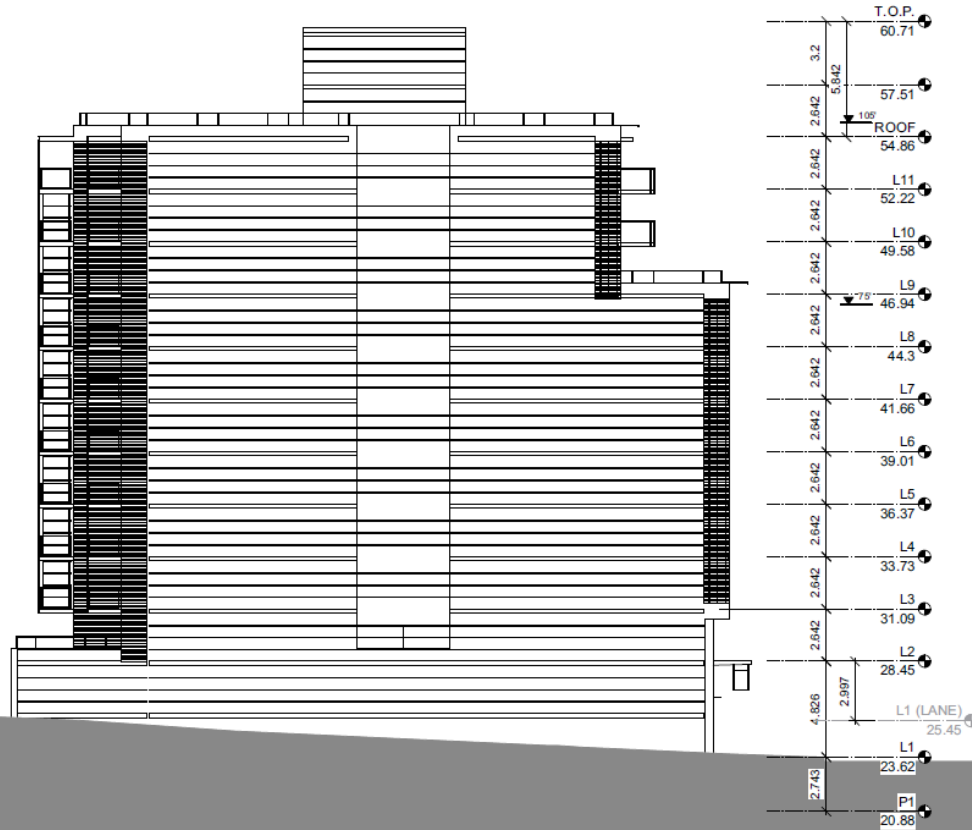 T.O.P.
60.71
3.2
5.842
57.51
2.642
105'
ROOF
54.86
2.642
L11
52.22
2.642
L10
49.58
2.642
L9
46.94
75'
2.642
L8
44.3
2.642
L7
41.66
2.642
L6
39.01
2.642
L5
36.37
2.642
L4
33.73
2.642
L3
31.09
2.642
L2
28.45
4.826
2.997
L1 (LANE)
25.45
L1
23.62
2.743
P1
20.88